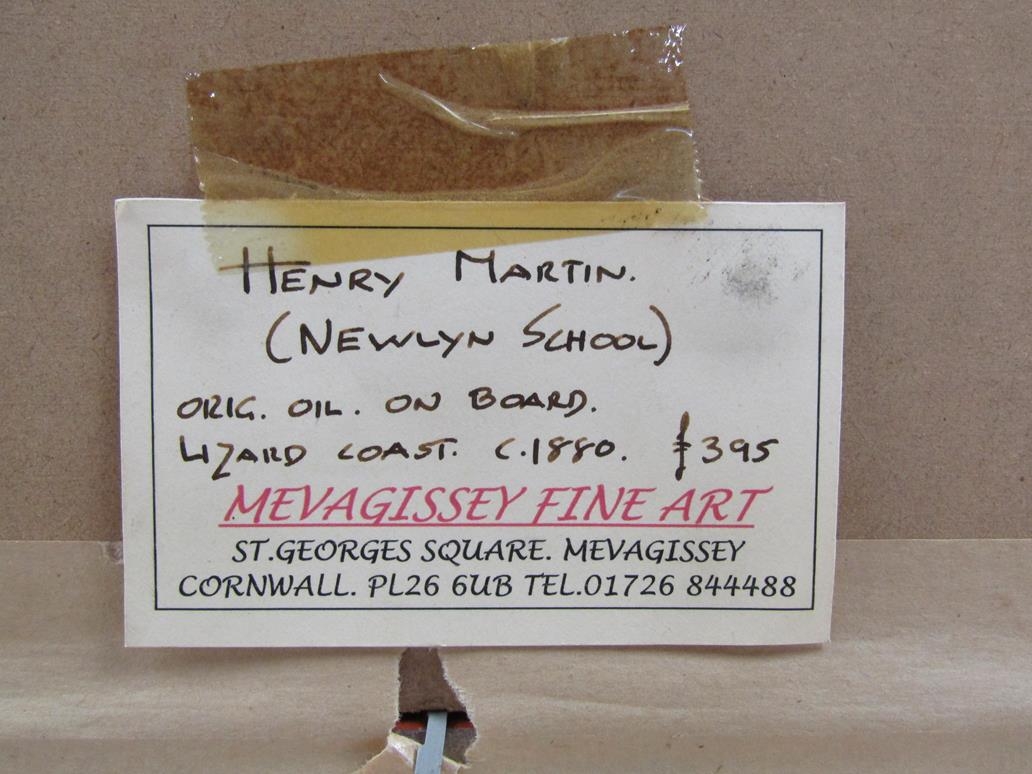 HENRY MARTIN.
(NEWLYN SCHOOL)
ORIG. OIL. ON BOARD.
LIZARD COAST. C.1880. £395
MEVAGISSEY FINE ART
ST.GEORGES SQUARE. MEVAGISSEY
CORNWALL. PL26 6UB TEL.01726 844488